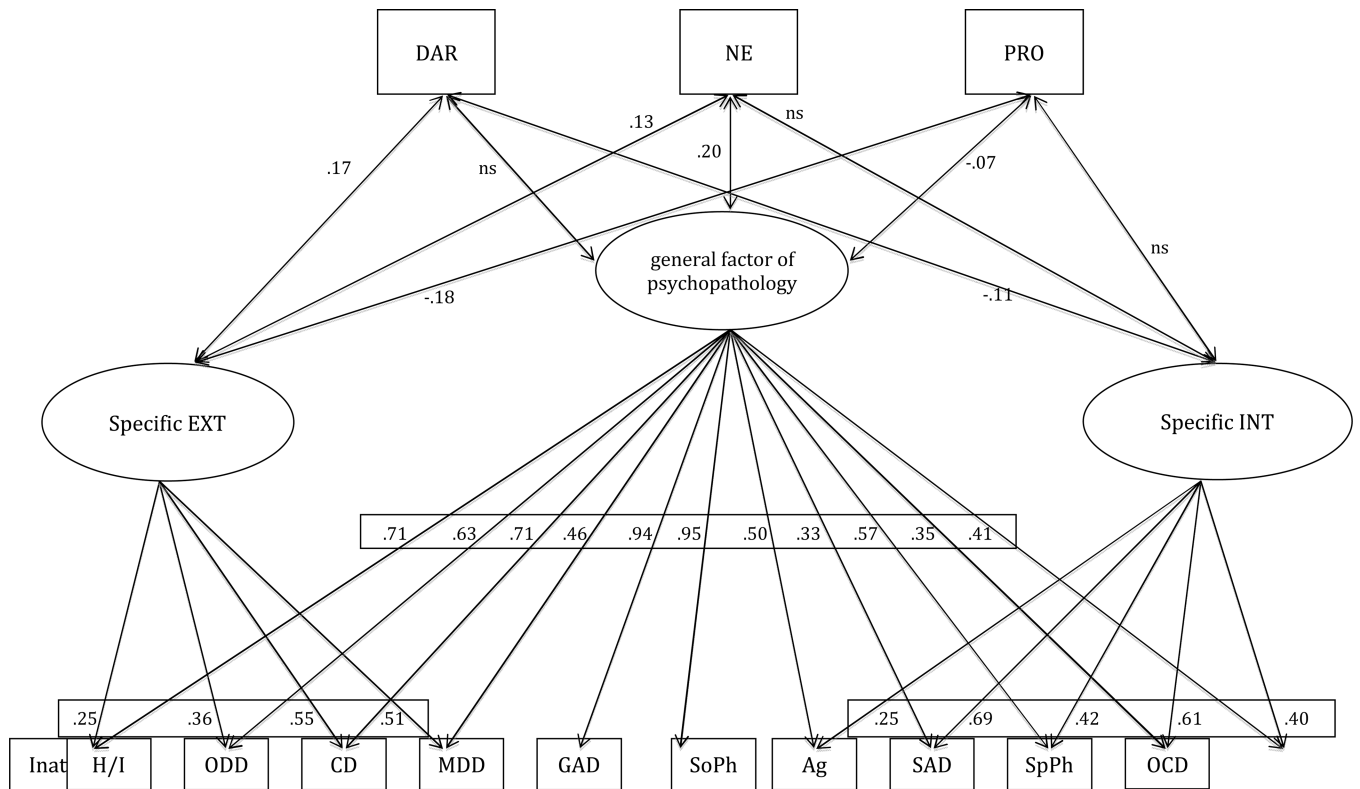 DAR NE PRO
.13 ns
.17 ns .20 -.07
ns
general factor of
psychopathology
-.18 -.11
Specific EXT Specific INT
.71 .63 .71 .46 .94 .95 .50 .33 .57 .35 .41
.25 .36 .55 .51 .25 .69 .42 .61 .40
Inat H/I ODD CD MDD GAD SoPh Ag SAD SpPh OCD